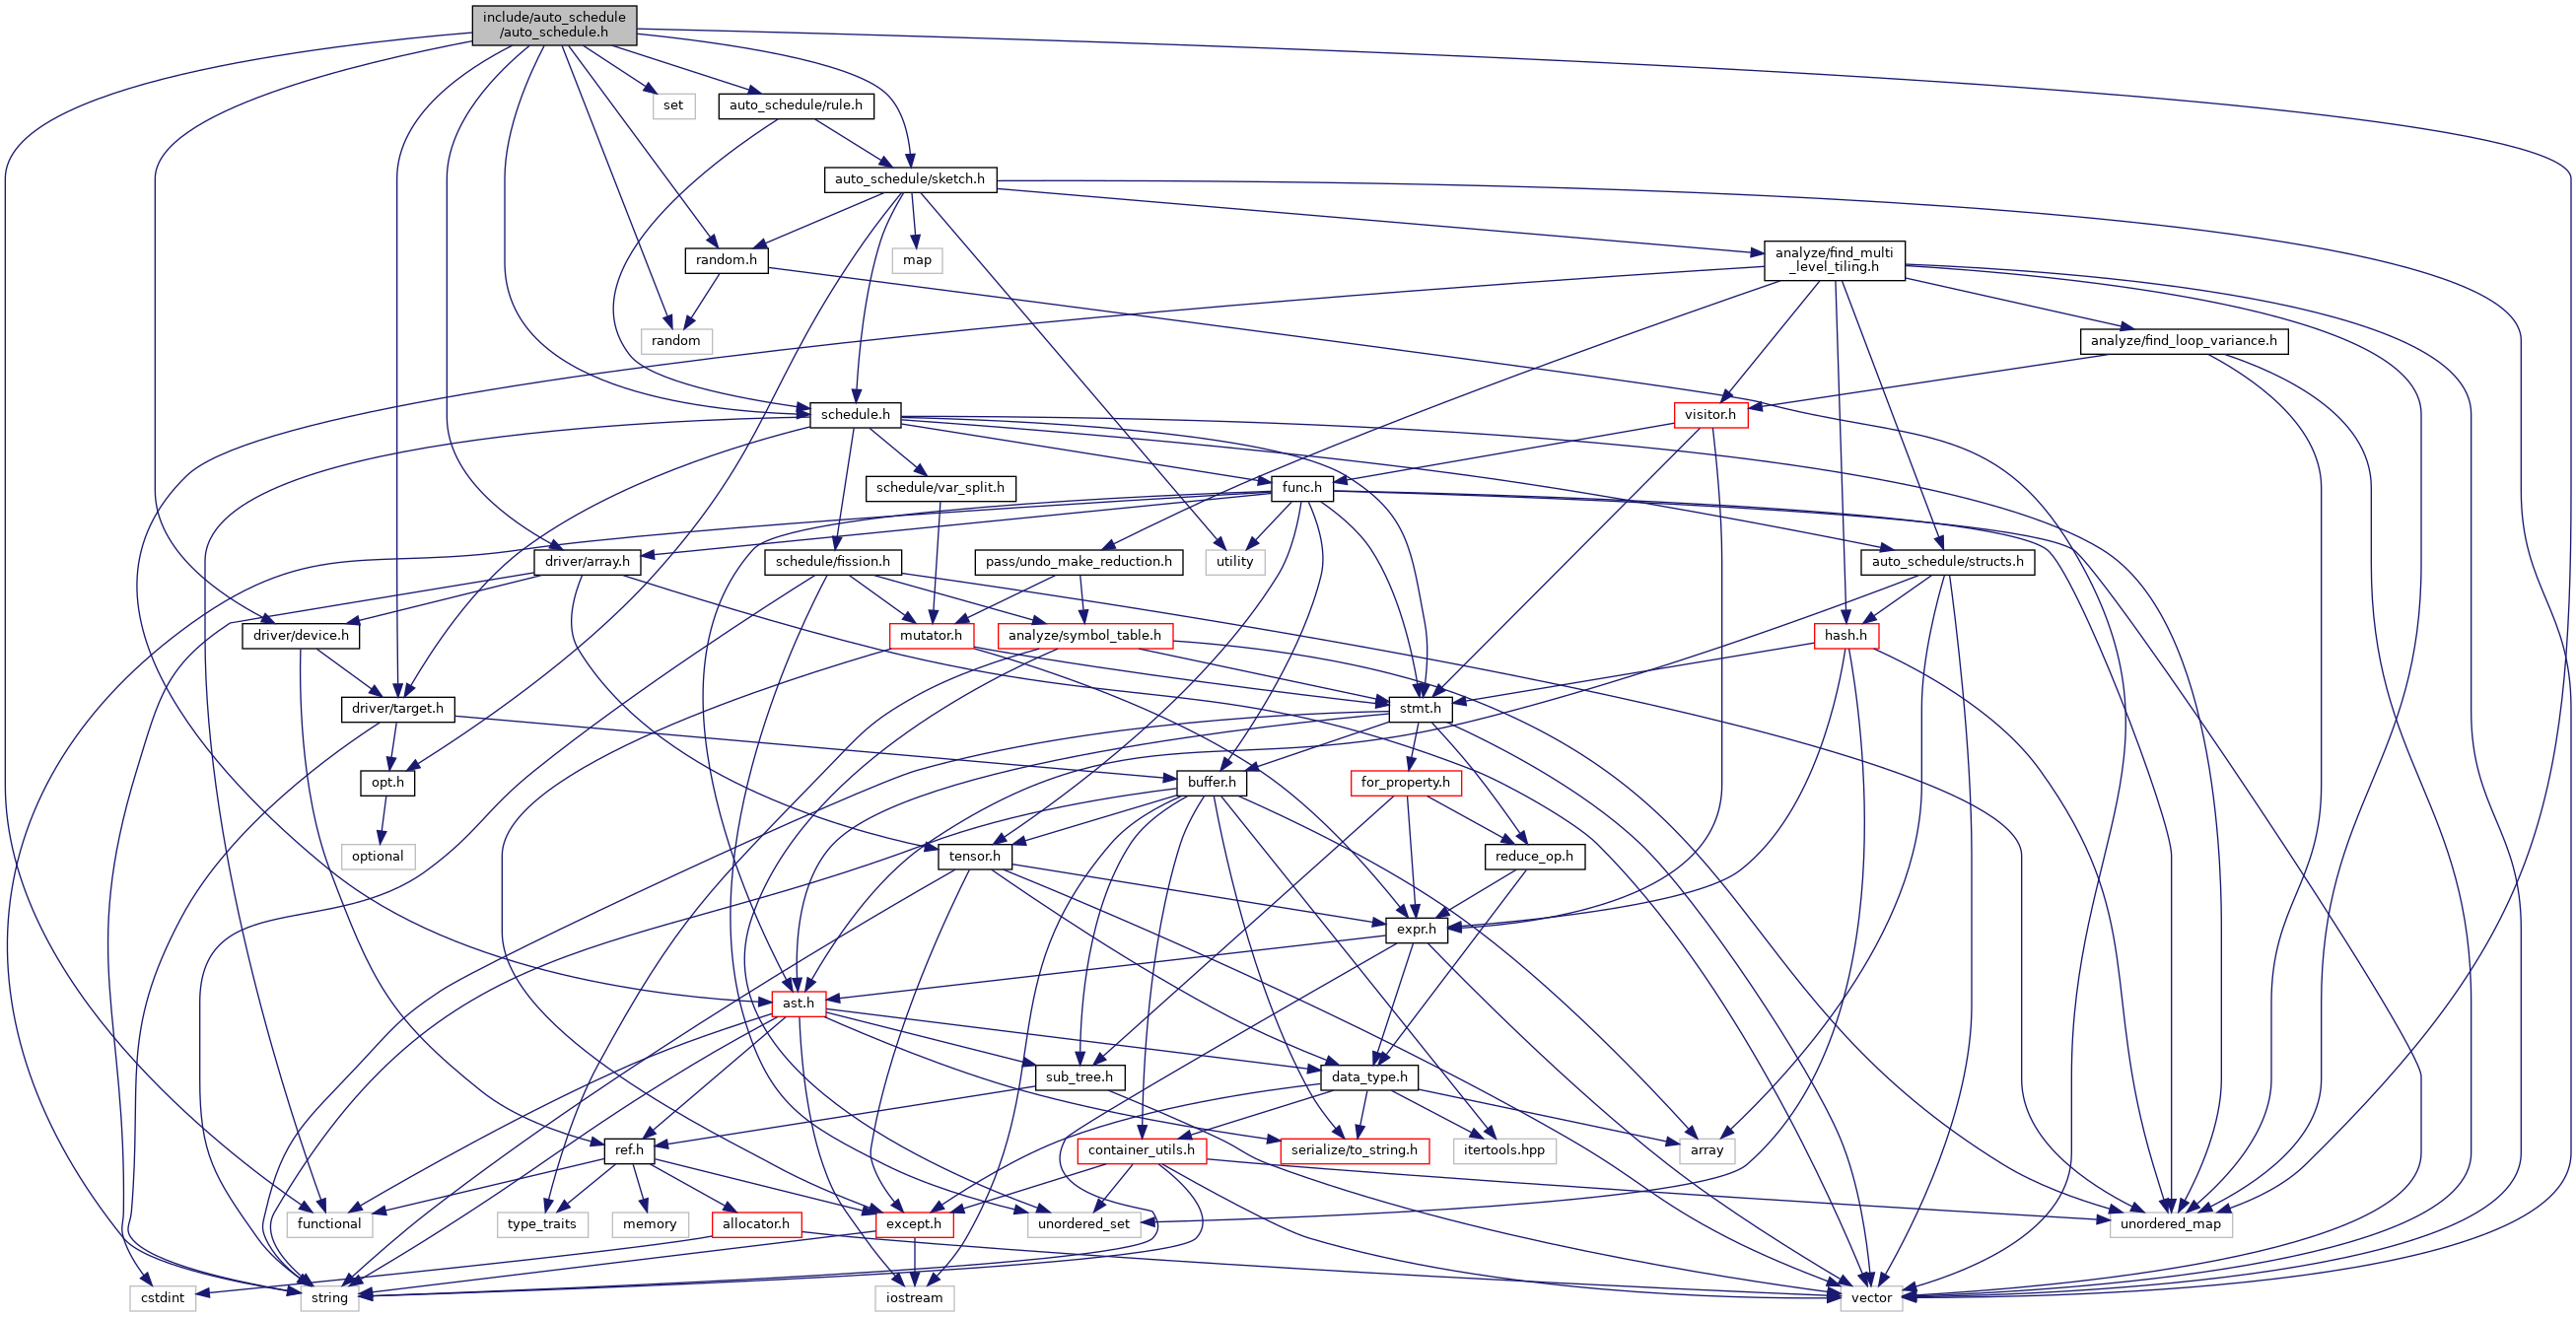 include/auto_schedule
/auto_schedule.h
set
auto_schedule/rule.h
auto_schedule/sketch.h
random.h
map
analyze/find_multi
_level_tiling.h
random
analyze/find_loop_variance.h
schedule.h
visitor.h
schedule/var_split.h
func.h
driver/array.h
schedule/fission.h
pass/undo_make_reduction.h
utility
auto_schedule/structs.h
driver/device.h
mutator.h
analyze/symbol_table.h
hash.h
driver/target.h
stmt.h
opt.h
buffer.h
for_property.h
optional
tensor.h
reduce_op.h
expr.h
ast.h
sub_tree.h
data_type.h
ref.h
container_utils.h
serialize/to_string.h
itertools.hpp
array
functional
type_traits
memory
allocator.h
except.h
unordered_set
unordered_map
cstdint
string
iostream
vector